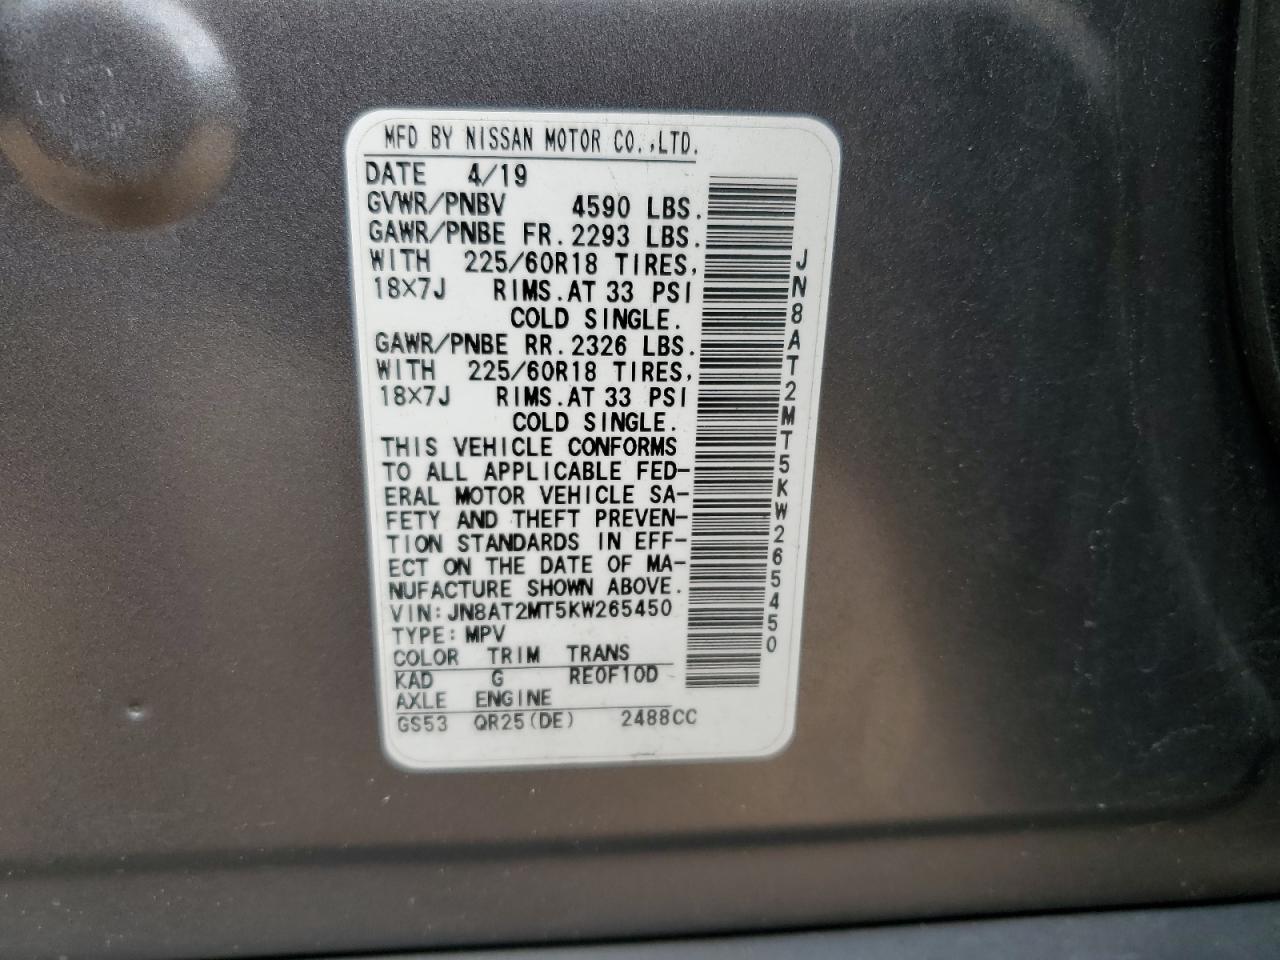 MFD BY NISSAN MOTOR CO.,LTD.
DATE 4/19
GVWR/PNBV 4590 LBS.
GAWR/PNBE FR. 2293 LBS.
WITH 225/60R18 TIRES,
18×7J RIMS.AT 33 PSI
COLD SINGLE.
GAWR/PNBE RR. 2326 LBS.
WITH 225/60R18 TIRES,
18×7J RIMS.AT 33 PSI
COLD SINGLE.
THIS VEHICLE CONFORMS
TO ALL APPLICABLE FED-
ERAL MOTOR VEHICLE SA-
FETY AND THEFT PREVEN-
TION STANDARDS IN EFF-
ECT ON THE DATE OF MA-
NUFACTURE SHOWN ABOVE.
VIN: JN8AT2MT5KW265450
TYPE: MPV
COLOR TRIM TRANS
KAD G RE0F10D
AXLE ENGINE
GS53 QR25(DE) 2488CC
JN8AT2MT5KW265450